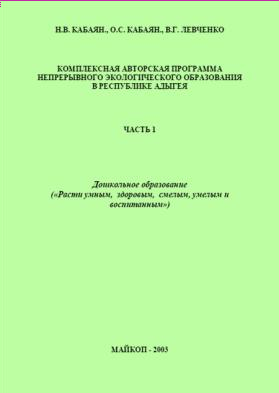 Н.В. КАБАЯН., О.С. КАБАЯН, В.Г. ЛЕВЧЕНКО
КОМПЛЕКСНАЯ АВТОРСКАЯ ПРОГРАММА
НЕПРЕРЫВНОГО ЭКОЛОГИЧЕСКОГО ОБРАЗОВАНИЯ
В РЕСПУБЛИКЕ АДЫГЕЯ
ЧАСТЬ 1
Дошкольное образование
(«Расти умным, здоровым, смелым, умелым и
воспитанным»)
МАЙКОП - 2003